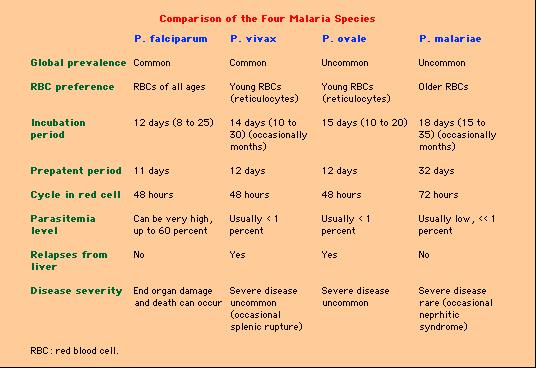 Comparison of the Four Malaria Species
P. falciparum P. vivax P. ovale P. malariae
Global prevalence Common Common Uncommon Uncommon
RBC preference RBCs of all ages Young RBCs Young RBCs Older RBCs
(reticulocytes) (reticulocytes)
Incubation 12 days (8 to 25) 14 days (10 to 15 days (10 to 20) 18 days (15 to
period 30) (occasionally 35) (occasionally
months) months)
Prepatent period 11 days 12 days 12 days 32 days
Cycle in red cell 48 hours 48 hours 48 hours 72 hours
Parasitemia Can be very high, Usually < 1 Usually < 1 Usually low, << 1
level up to 60 percent percent percent percent
Relapses from No Yes Yes No
liver
Disease severity End organ damage Severe disease Severe disease Severe disease
and death can occur uncommon uncommon rare (occasional
(occasional neprhitic
splenic rupture) syndrome)
RBC: red blood cell.